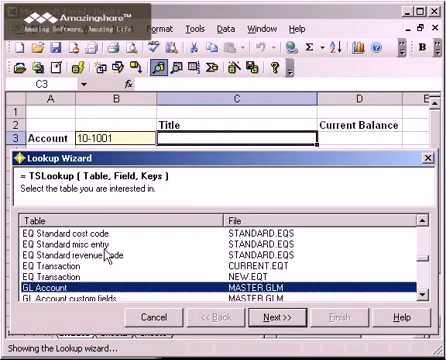 Amazingshare™
Amazing Software, Amazing Life
Format Tools Data Window Help
Σ B
C3 fx
A B C D E
1
2 Title Current Balance
3 Account 10-1001
Lookup Wizard
= TSLookup ( Table, Field, Keys )
Select the table you are interested in.
Table File
EQ Standard cost code STANDARD.EQS
EQ Standard misc entry STANDARD.EQS
EQ Standard revenue code STANDARD.EQS
EQ Transaction CURRENT.EQT
EQ Transaction NEW.EQT
GL Account MASTER.GLM
GL Account custom fields MASTER.GLM
Cancel << Back Next >> Finish Help
Showing the Lookup wizard...